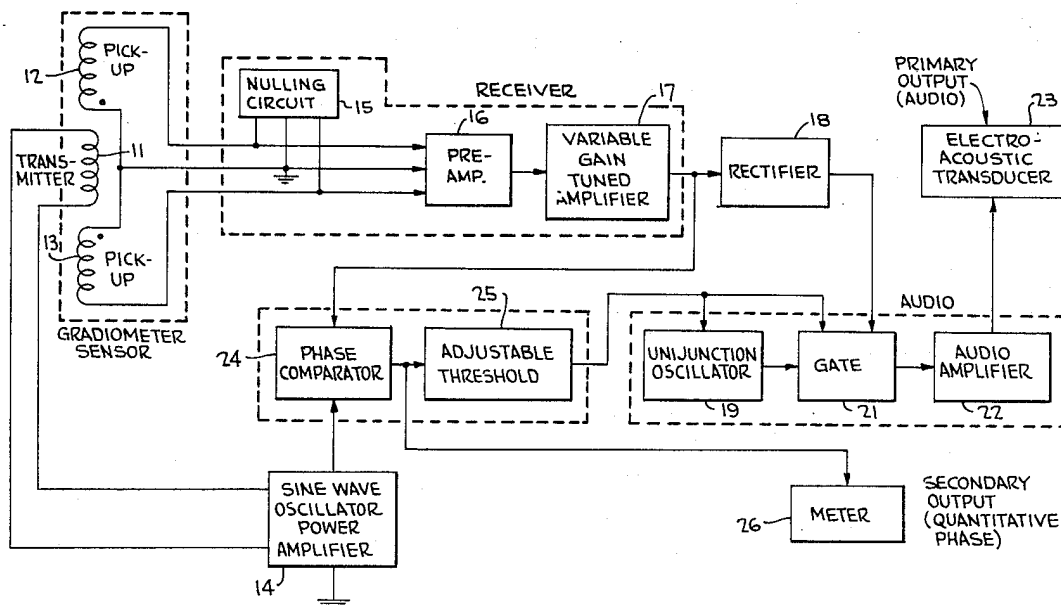 12
PICK-
UP
TRANS-
MITTER
11
13
PICK-
UP
GRADIOMETER
SENSOR
NULLING
CIRCUIT
15
RECEIVER
16
PRE-
AMP.
17
VARIABLE
GAIN
TUNED
AMPLIFIER
18
RECTIFIER
PRIMARY
OUTPUT
(AUDIO)
23
ELECTRO-
ACOUSTIC
TRANSDUCER
24
PHASE
COMPARATOR
25
ADJUSTABLE
THRESHOLD
AUDIO
UNIJUNCTION
OSCILLATOR
19
GATE
21
AUDIO
AMPLIFIER
22
SINE WAVE
OSCILLATOR
POWER
AMPLIFIER
14
26
METER
SECONDARY
OUTPUT
(QUANTITATIVE
PHASE)